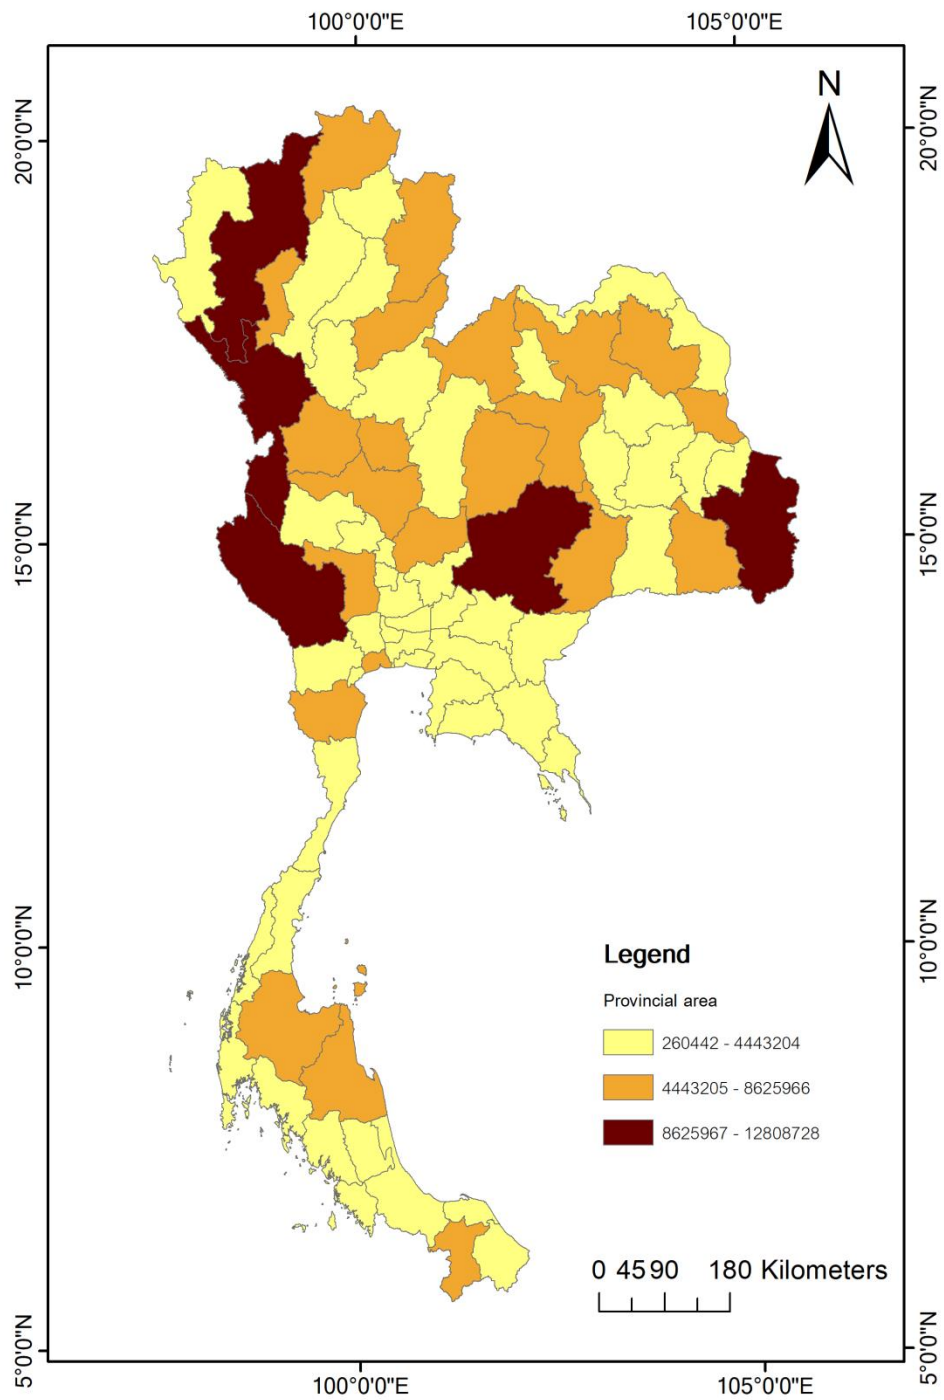 100°0'0"E 105°0'0"E
N
20°0'0"N 20°0'0"N
15°0'0"N 15°0'0"N
10°0'0"N 10°0'0"N
Legend
Provincial area
260442 - 4443204
4443205 - 8625966
8625967 - 12808728
0 45 90 180 Kilometers
5°0'0"N 5°0'0"N
100°0'0"E 105°0'0"E